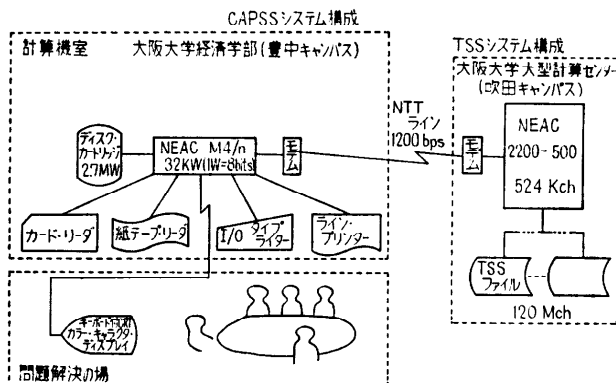 CAPSSシステム構成
計算機室
大阪大学経済学部(豊中キャンパス)
ディスク・
カートリッジ
2.7MW
NEAC M4/n
32KW(1W=8bits)
モデム
カード・リーダ
紙テープリーダ
I/O タイプ
ライター
ライン・
プリンター
NTT
ライン
1200 bps
TSSシステム構成
大阪大学大型計算センター
(吹田キャンパス)
モデム
NEAC
2200-500
524 Kch
TSS
ファイル
120 Mch
キーボード付
カラー・キャラクタ・
ディスプレイ
問題解決の場